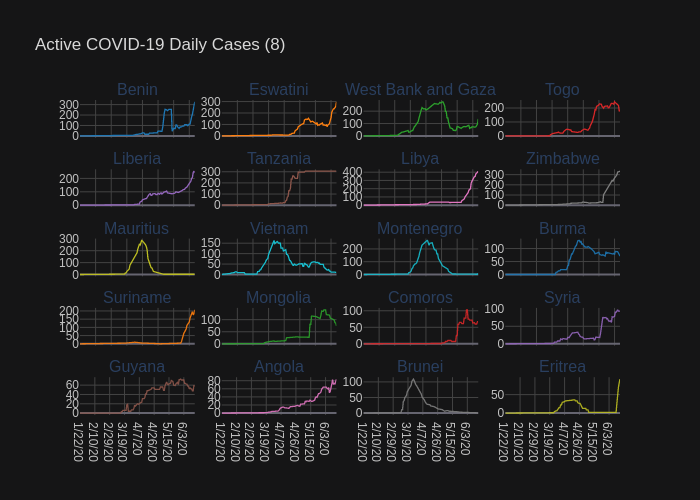 Active COVID-19 Daily Cases (8)
Benin Eswatini West Bank and Gaza Togo
300 200 100 0
300 200 100 0
200 100 0
200 100 0
Liberia Tanzania Libya Zimbabwe
200 100 0
300 200 100 0
400 300 200 100 0
300 200 100 0
Mauritius Vietnam Montenegro Burma
300 200 100 0
150 100 50 0
200 100 0
100 50 0
Suriname Mongolia Comoros Syria
200 150 100 50 0
100 50 0
100 50 0
100 50 0
Guyana Angola Brunei Eritrea
60 40 20 0
80 60 40 20 0
100 50 0
50 0
1/22/20 2/10/20 2/29/20 3/19/20 4/7/20 4/26/20 5/15/20 6/3/20
1/22/20 2/10/20 2/29/20 3/19/20 4/7/20 4/26/20 5/15/20 6/3/20
1/22/20 2/10/20 2/29/20 3/19/20 4/7/20 4/26/20 5/15/20 6/3/20
1/22/20 2/10/20 2/29/20 3/19/20 4/7/20 4/26/20 5/15/20 6/3/20